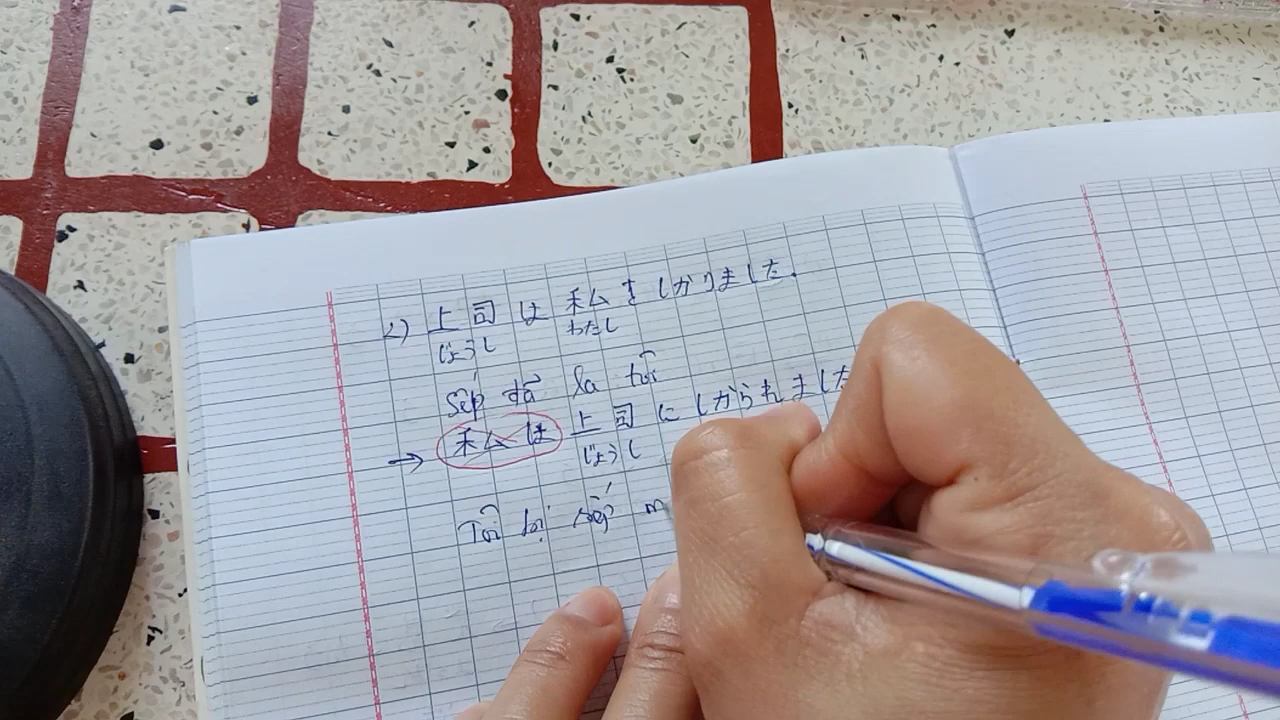 2) 上司は私をしかりました.
じょうし わたし
Sếp đã la tôi
→ 私は上司にしかられました
じょうし
Tôi bị sếp m